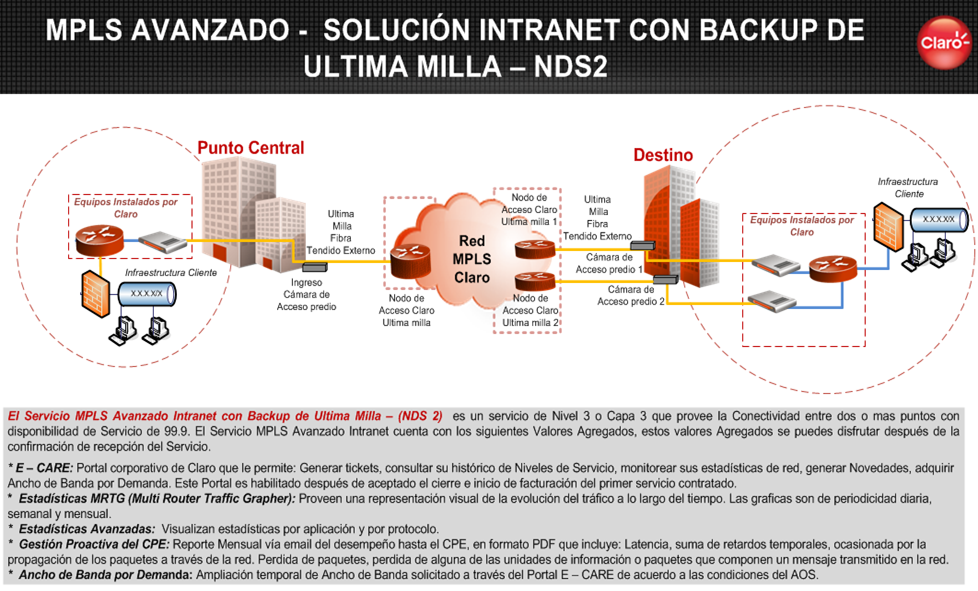 MPLS AVANZADO - SOLUCIÓN INTRANET CON BACKUP DE
ULTIMA MILLA – NDS2
Claro
Punto Central
Equipos Instalados por
Claro
Infraestructura Cliente
X.X.X.X/X
Ultima
Milla
Fibra
Tendido Externo
Ingreso
Cámara de
Acceso predio
Nodo de
Acceso Claro
Ultima milla
Red
MPLS
Claro
Nodo de
Acceso Claro
Ultima milla 1
Nodo de
Acceso Claro
Ultima milla 2
Ultima
Milla
Fibra
Tendido Externo
Cámara de
Acceso predio 1
Cámara de
Acceso predio 2
Destino
Equipos Instalados por
Claro
Infraestructura
Cliente
X.X.X.X/X
El Servicio MPLS Avanzado Intranet con Backup de Ultima Milla – (NDS 2) es un servicio de Nivel 3 o Capa 3 que provee la Conectividad entre dos o mas puntos con
disponibilidad de Servicio de 99.9. El Servicio MPLS Avanzado Intranet cuenta con los siguientes Valores Agregados, estos valores Agregados se puedes disfrutar después de la
confirmación de recepción del Servicio.
* E – CARE: Portal corporativo de Claro que le permite: Generar tickets, consultar su histórico de Niveles de Servicio, monitorear sus estadísticas de red, generar Novedades, adquirir
Ancho de Banda por Demanda. Este Portal es habilitado después de aceptado el cierre e inicio de facturación del primer servicio contratado.
* Estadísticas MRTG (Multi Router Traffic Grapher): Proveen una representación visual de la evolución del tráfico a lo largo del tiempo. Las graficas son de periodicidad diaria,
semanal y mensual.
* Estadísticas Avanzadas: Visualizan estadísticas por aplicación y por protocolo.
* Gestión Proactiva del CPE: Reporte Mensual vía email del desempeño hasta el CPE, en formato PDF que incluye: Latencia, suma de retardos temporales, ocasionada por la
propagación de los paquetes a través de la red. Perdida de paquetes, perdida de alguna de las unidades de información o paquetes que componen un mensaje transmitido en la red.
* Ancho de Banda por Demanda: Ampliación temporal de Ancho de Banda solicitado a través del Portal E – CARE de acuerdo a las condiciones del AOS.